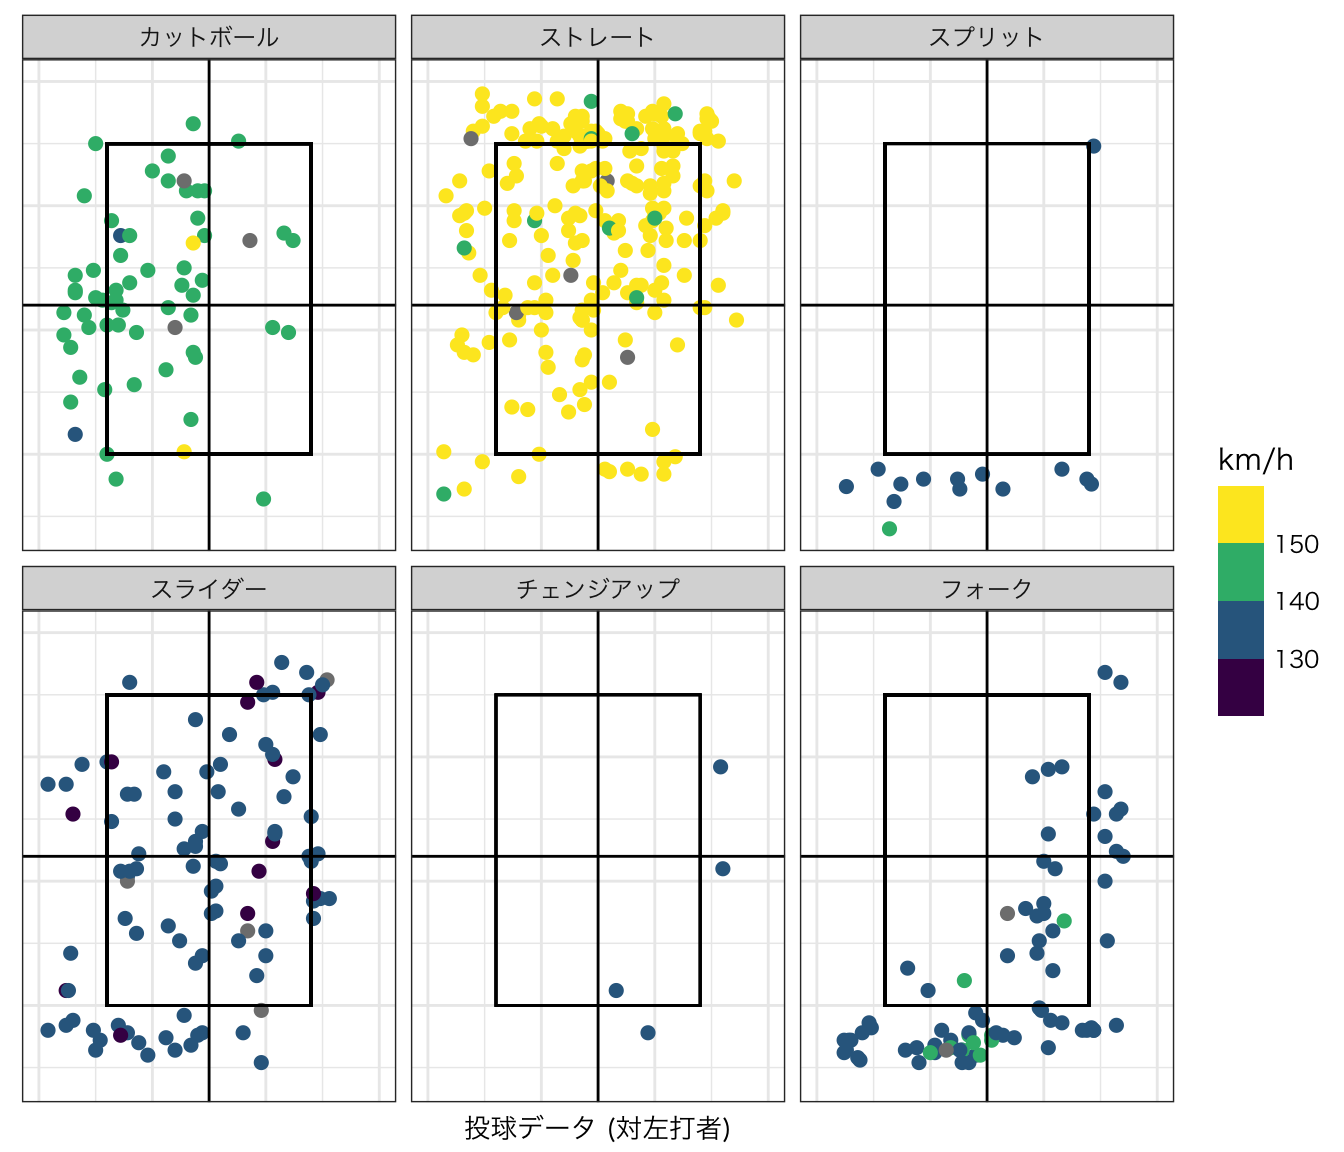 カットボール
ストレート
スプリット
km/h
150
140
130
スライダー
チェンジアップ
フォーク
投球データ (対左打者)